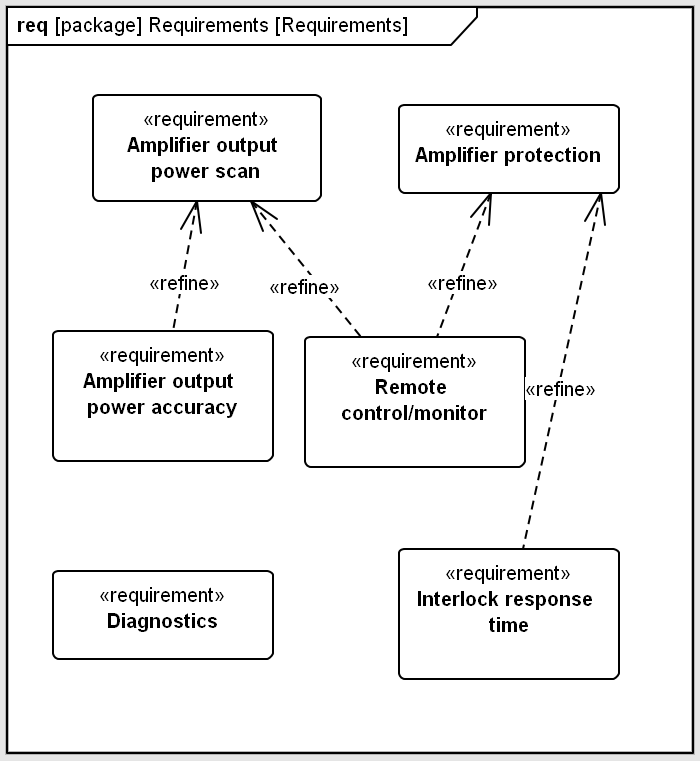 req [package] Requirements [Requirements]
«requirement»
Amplifier output
power scan
«requirement»
Amplifier protection
«refine»
«refine»
«refine»
«refine»
«requirement»
Amplifier output
power accuracy
«requirement»
Remote
control/monitor
«requirement»
Diagnostics
«requirement»
Interlock response
time